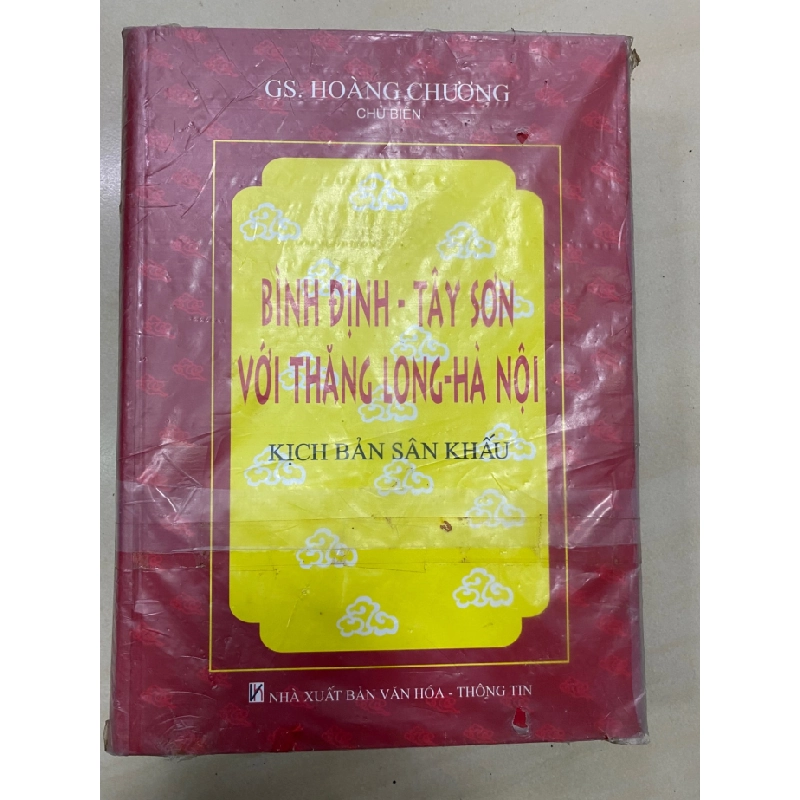 GS. HOÀNG CHƯƠNG
CHỦ BIÊN
BÌNH ĐỊNH - TÂY SƠN
VỚI THĂNG LONG-HÀ NỘI
KỊCH BẢN SÂN KHẤU
NHÀ XUẤT BẢN VĂN HÓA - THÔNG TIN